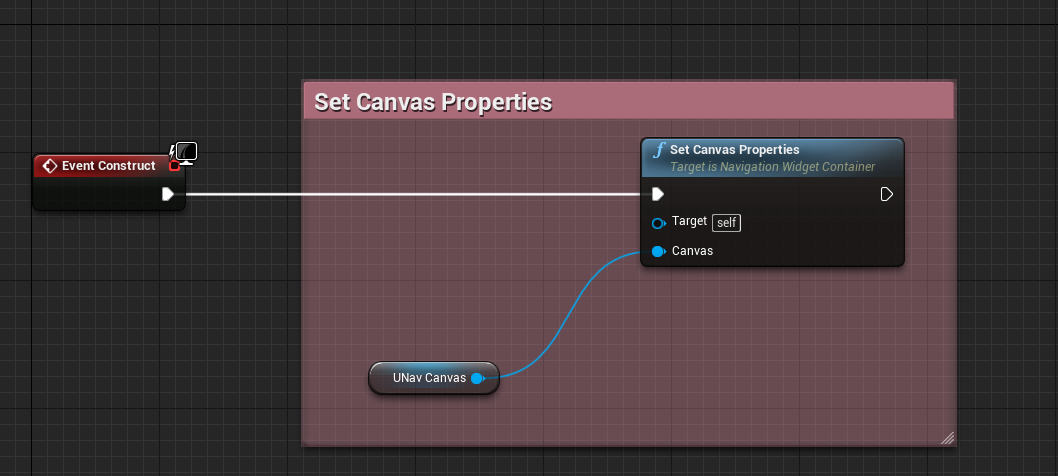 Set Canvas Properties
Event Construct
Set Canvas Properties
Target is Navigation Widget Container
Target self
Canvas
UNav Canvas